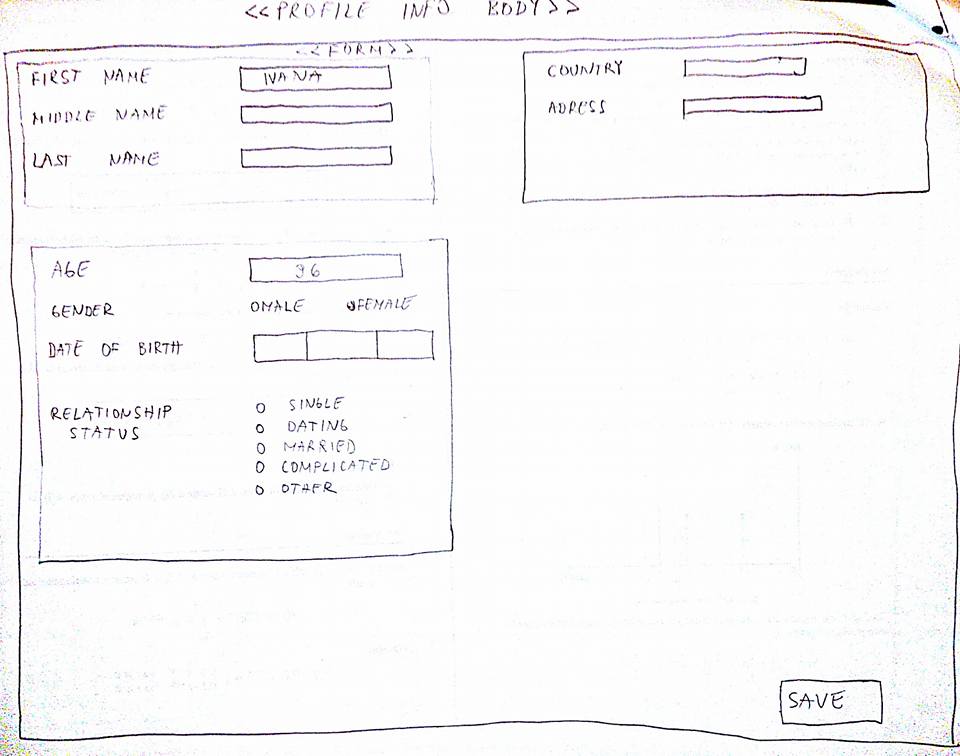 <<PROFILE INFO BODY>>
<<FORM>>
FIRST NAME IVANA
MIDDLE NAME
LAST NAME
COUNTRY
ADRESS
AGE 96
GENDER MALE FEMALE
DATE OF BIRTH
RELATIONSHIP
STATUS
SINGLE
DATING
MARRIED
COMPLICATED
OTHER
SAVE